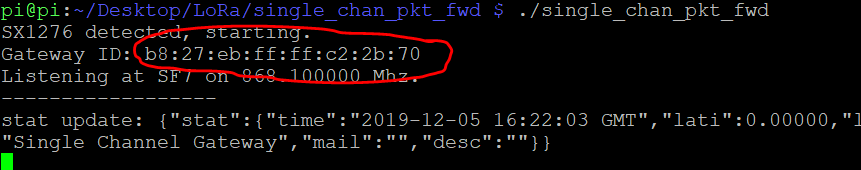 pi@pi:~/Desktop/LoRa/single_chan_pkt_fwd $ ./single_chan_pkt_fwd
SX1276 detected, starting.
Gateway ID: b8:27:eb:ff:ff:c2:2b:70
Listening at SF7 on 868.100000 Mhz.
------------------
stat update: {"stat":{"time":"2019-12-05 16:22:03 GMT","lati":0.00000,"l
"Single Channel Gateway","mail":"","desc":""}}